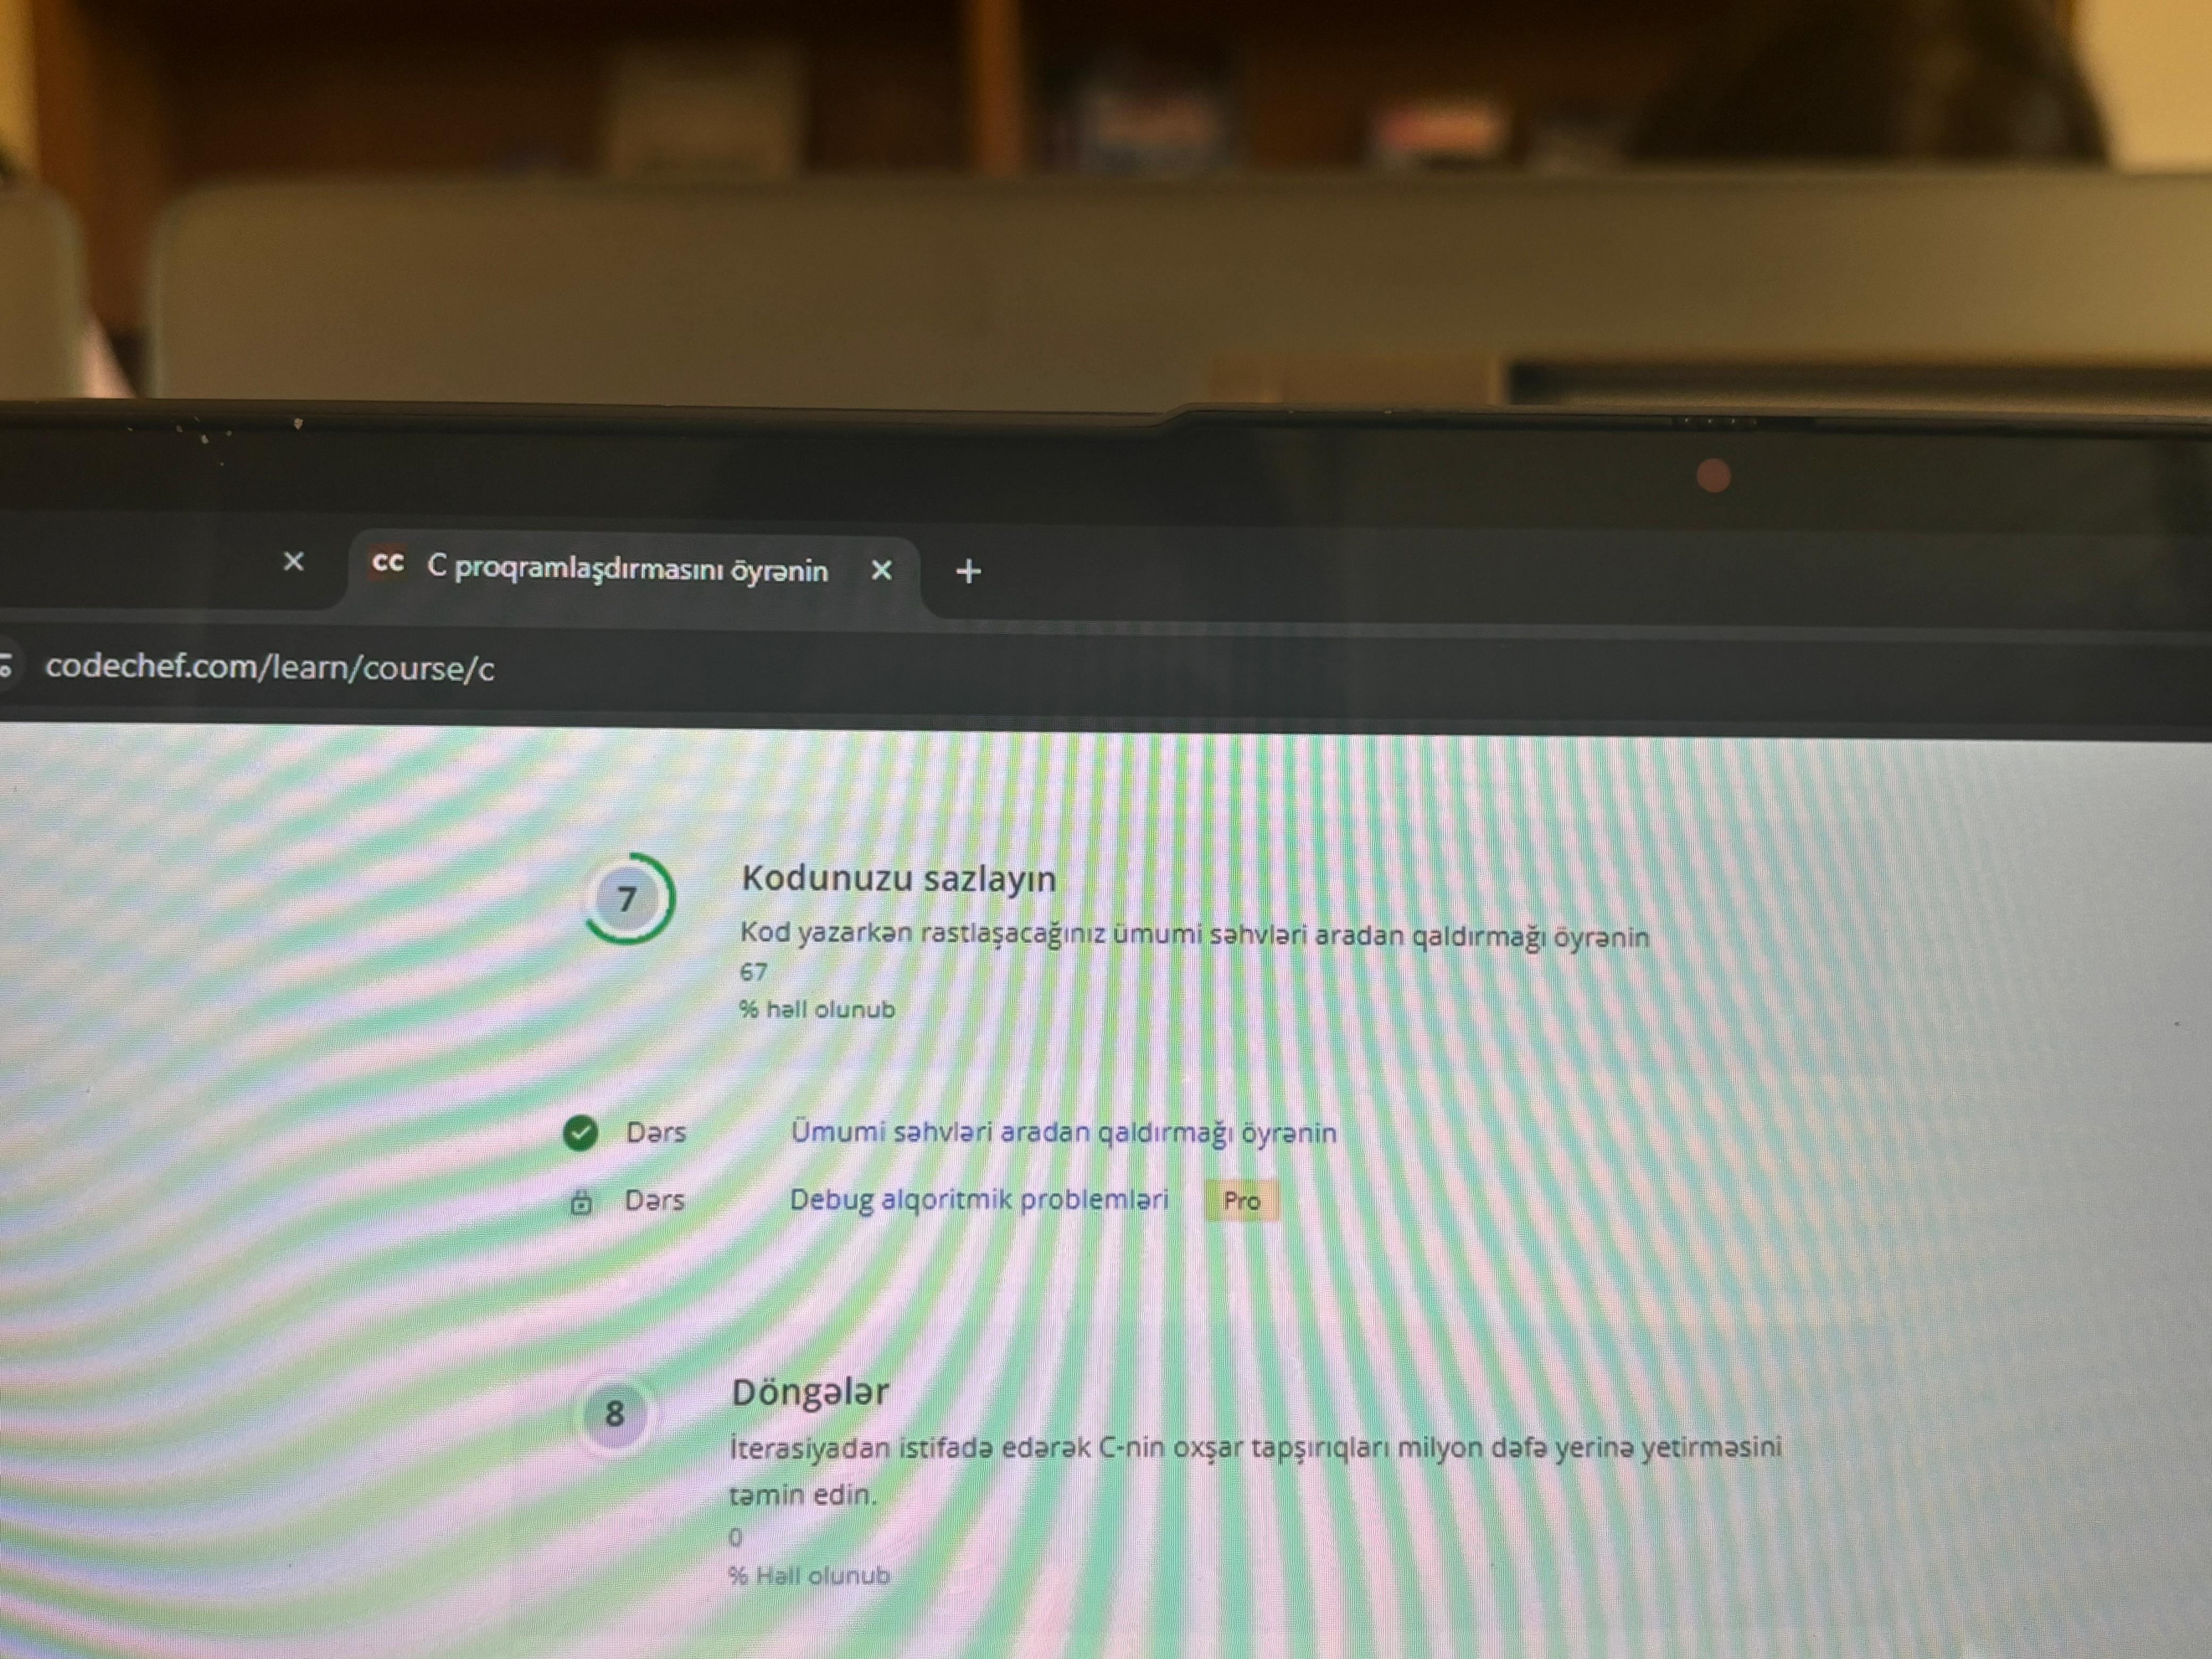 CC C proqramlaşdırmasını öyrənin
codechef.com/learn/course/c
7 Kodunuzu sazlayın
Kod yazarkən rastlaşacağınız ümumi səhvləri aradan qaldırmağı öyrənin
67
% həll olunub
Dərs Ümumi səhvləri aradan qaldırmağı öyrənin
Dərs Debug alqoritmik problemləri Pro
8 Döngələr
İterasiyadan istifadə edərək C-nin oxşar tapşırıqları milyon dəfə yerinə yetirməsini
təmin edin.
0
% Həll olunub